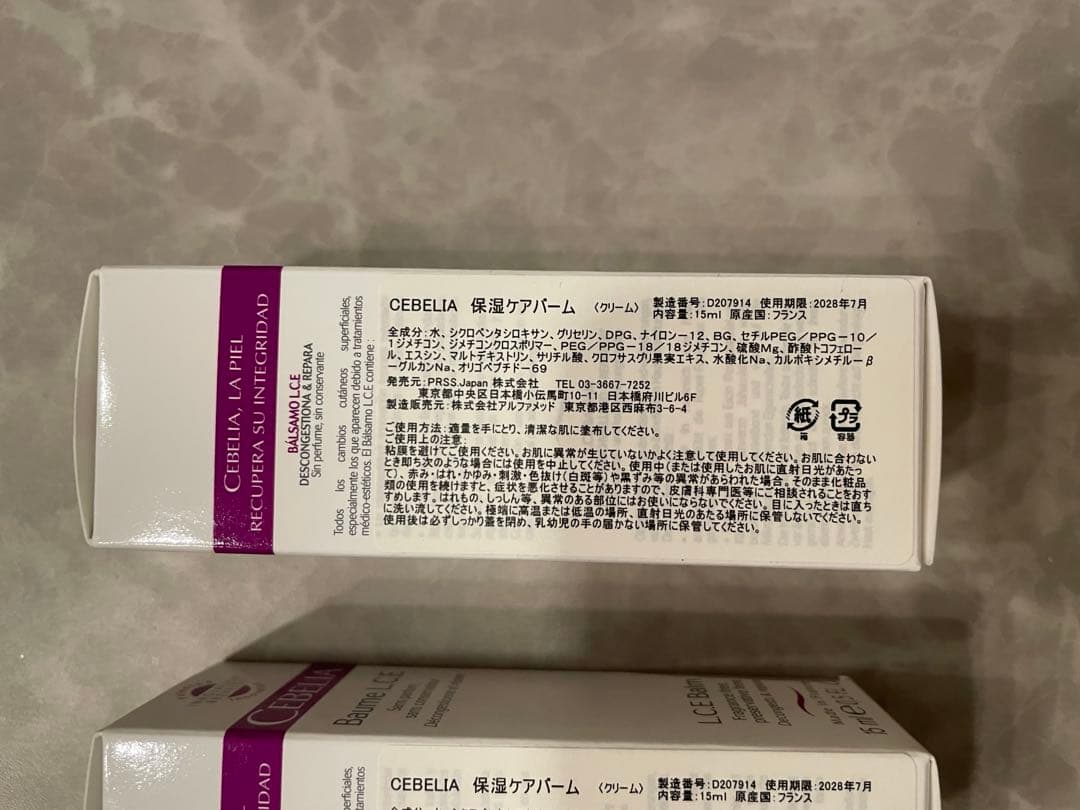 CEBELIA, LA PIEL
RECUPERA SU INTEGRIDAD
BÁLSAMO L.C.E
DESCONGESTIONA & REPARA
Sin perfume, sin conservante
Todos los cambios cutáneos superficiales,
especialmente los que aparecen debido a tratamientos
médico-estéticos. El Bálsamo L.C.E contiene :
CEBELIA 保湿ケアバーム 〈クリーム〉 製造番号:D207914 使用期限:2028年7月
内容量:15ml 原産国:フランス
全成分:水、シクロペンタシロキサン、グリセリン、DPG、ナイロン-12、BG、セチルPEG/PPG-10/
1ジメチコン、ジメチコンクロスポリマー、PEG/PPG-18/18ジメチコン、硫酸Mg、酢酸トコフェロー
ル、エスシン、マルトデキストリン、サリチル酸、クロフサスグリ果実エキス、水酸化Na、カルボキシメチルβ
ーグルカンNa、オリゴペプチド-69
発売元:PRSS.Japan 株式会社 TEL 03-3667-7252
東京都中央区日本橋小伝馬町10-11 日本橋府川ビル6F
製造販売元:株式会社アルファメッド 東京都港区西麻布3-6-4
ご使用方法:適量を手にとり、清潔な肌に塗布してください。
ご使用上の注意:
粘膜を避けてご使用ください。お肌に異常が生じていないかよく注意して使用してください。お肌に合わない
とき即ち次のような場合には使用を中止してください。使用中(または使用したお肌に直射日光があたっ
て)、赤み・はれ・かゆみ・刺激・色抜け(白斑等)や黒ずみ等の異常があらわれた場合。そのまま化粧品
類の使用を続けますと、症状を悪化させることがありますので、皮膚科専門医等にご相談されることをおす
すめします。はれもの、しっしん等、異常のある部位にはお使いにならないでください。目に入ったときは直ち
に洗い流してください。極端に高温または低温の場所、直射日光のあたる場所に保管しないでください。
使用後は必ずしっかり蓋を閉め、乳幼児の手の届かない場所に保管してください。
紙
箱
プラ
容器
CEBELIA
Baume L.C.E
Sans parfum,
sans conservateur
L.C.E Balm
Fragrance free,
preservative free
Made in France
CEBELIA 保湿ケアバーム 〈クリーム〉 製造番号:D207914 使用期限:2028年7月
内容量:15ml 原産国:フランス